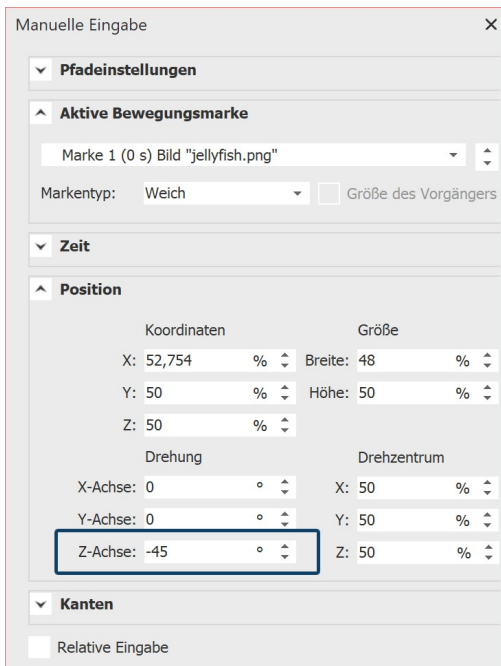 Manuelle Eingabe
Pfadeinstellungen
Aktive Bewegungsmarke
Marke 1 (0 s) Bild "jellyfish.png"
Markentyp: Weich Größe des Vorgängers
Zeit
Position
Koordinaten Größe
X: 52,754 % Breite: 48 %
Y: 50 % Höhe: 50 %
Z: 50 %
Drehung Drehzentrum
X-Achse: 0 ° X: 50 %
Y-Achse: 0 ° Y: 50 %
Z-Achse: -45 ° Z: 50 %
Kanten
Relative Eingabe